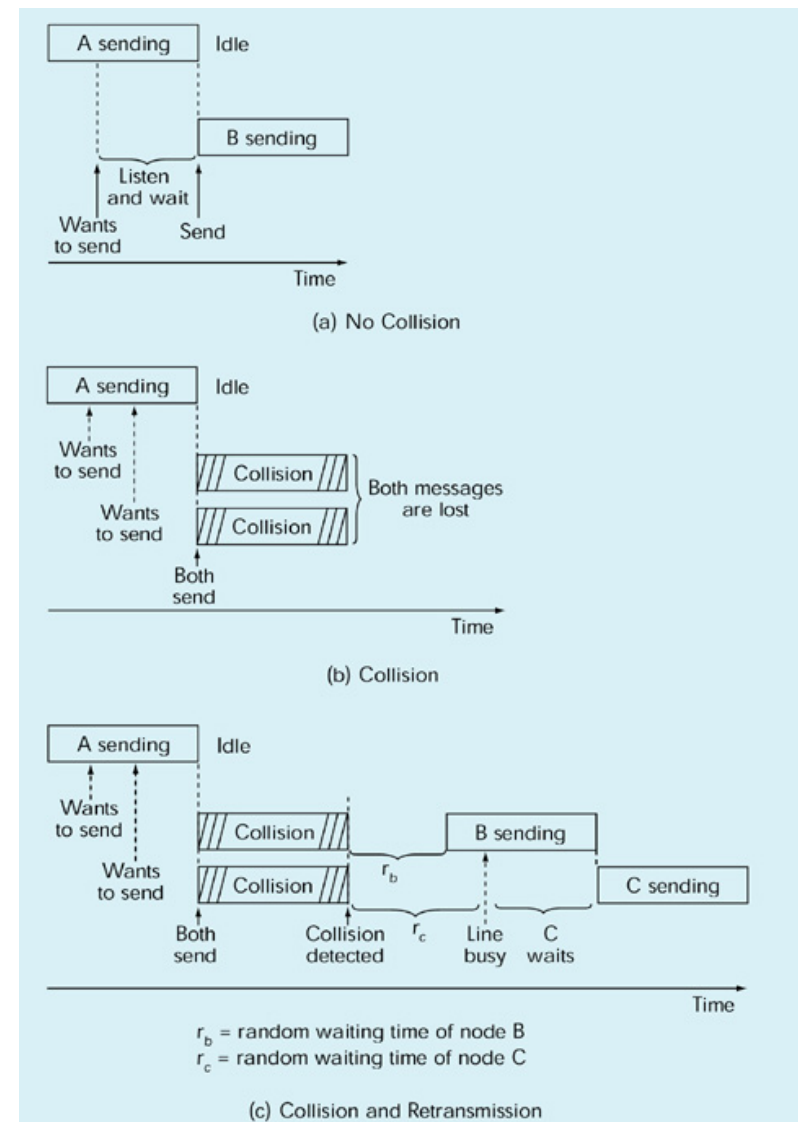 A sending Idle
B sending
Listen
and wait
Wants
to send
Send
Time
(a) No Collision
A sending Idle
Wants
to send
Wants
to send
Collision
Collision
Both messages
are lost
Both
send
Time
(b) Collision
A sending Idle
Wants
to send
Wants
to send
Collision
Collision
B sending
C sending
r_b
r_c
Both
send
Collision
detected
Line
busy
C
waits
Time
r_b = random waiting time of node B
r_c = random waiting time of node C
(c) Collision and Retransmission